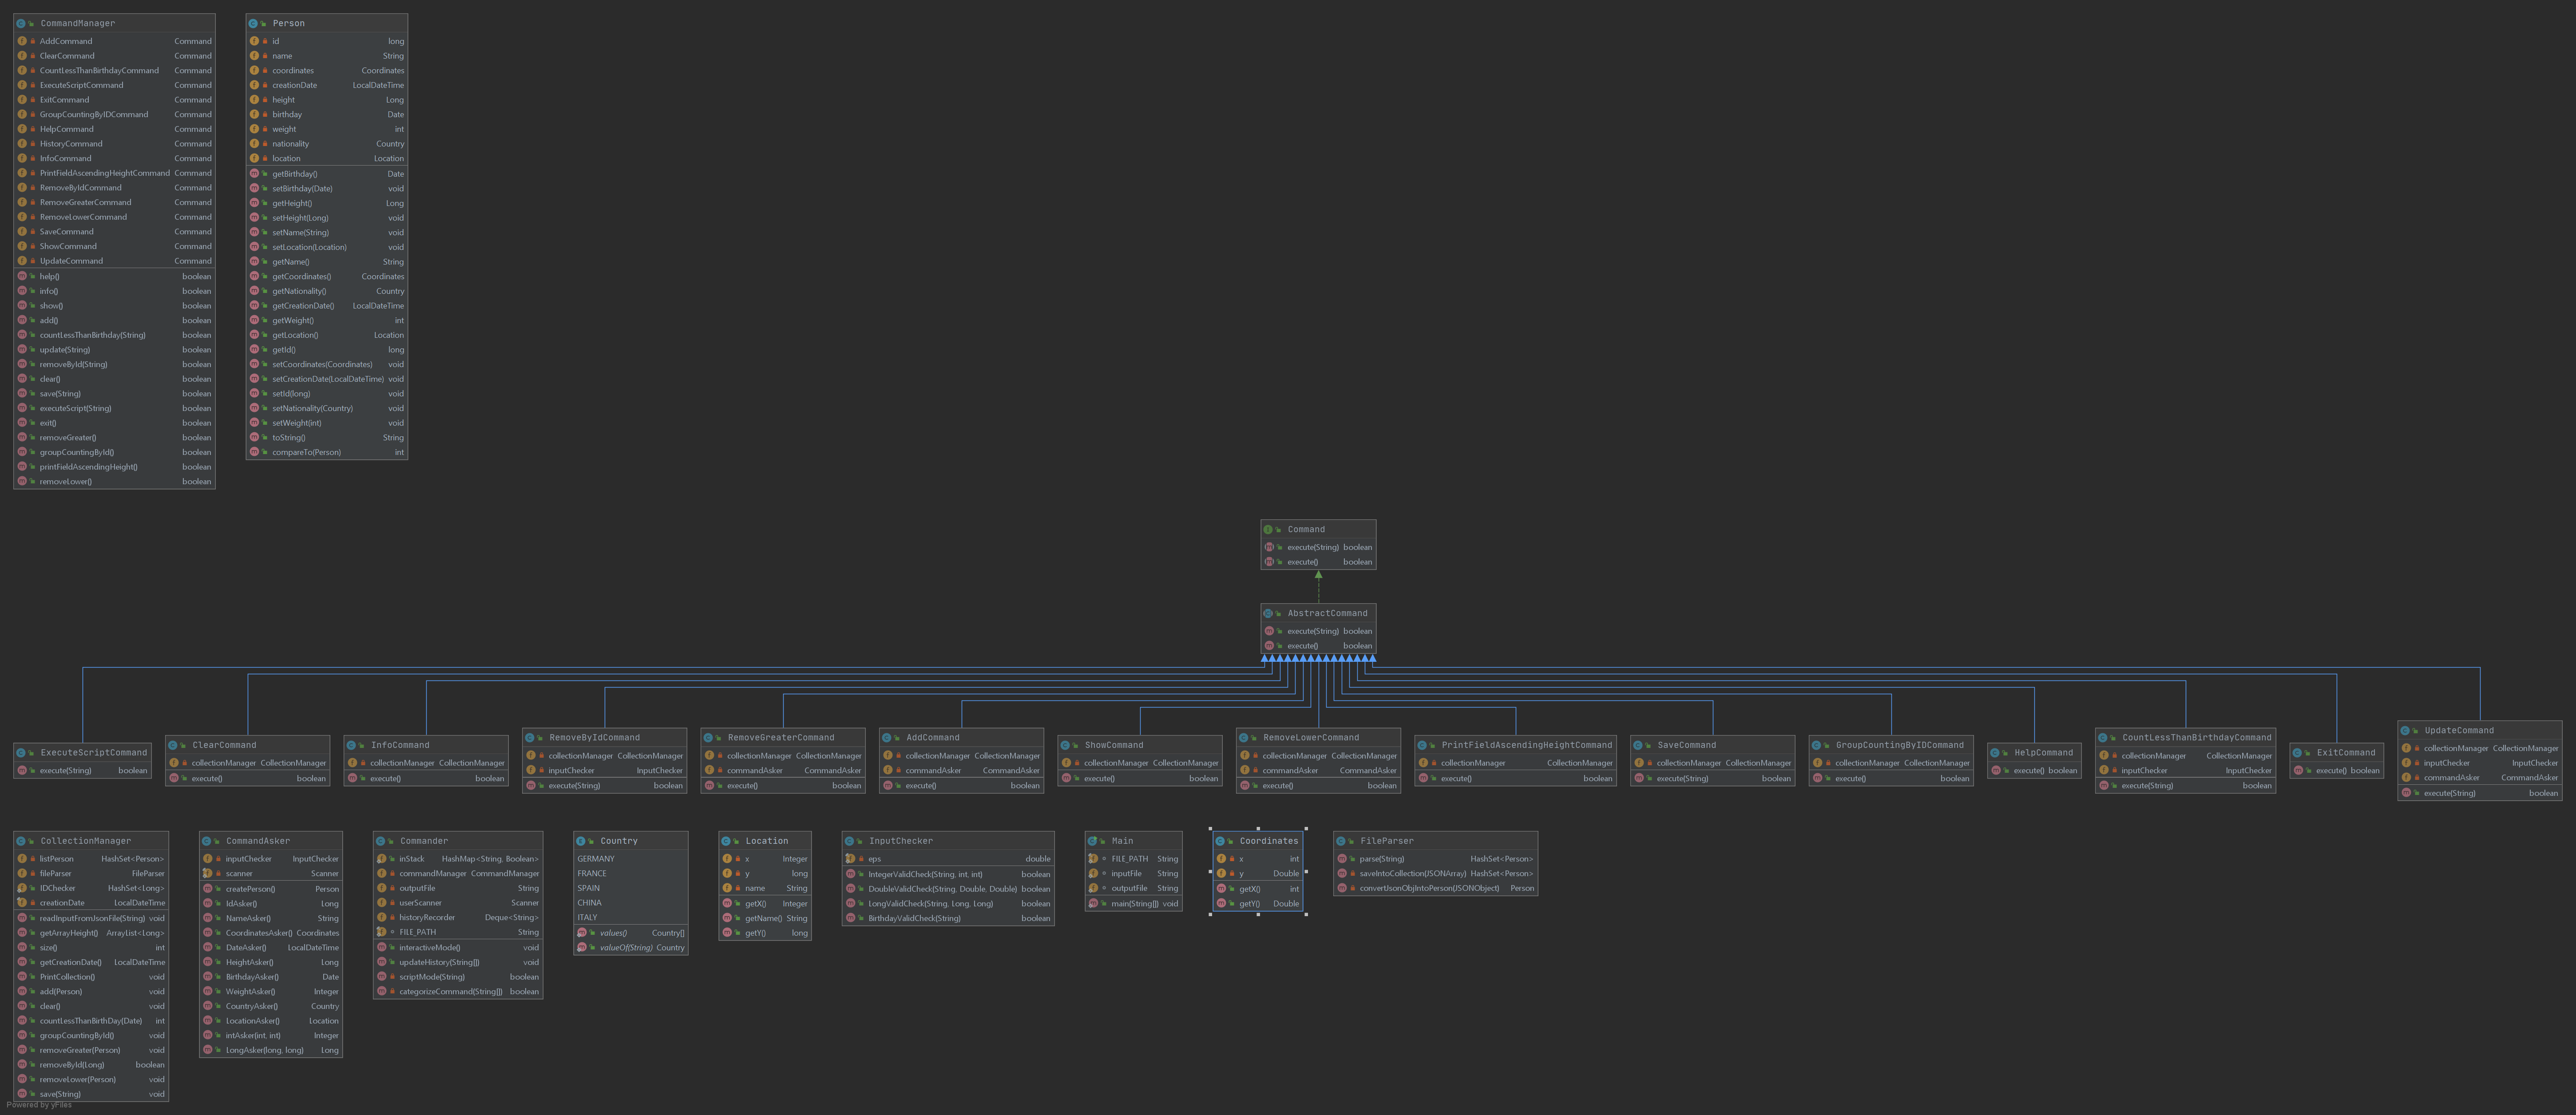 CommandManager
AddCommand Command
ClearCommand Command
CountLessThanBirthdayCommand Command
ExecuteScriptCommand Command
ExitCommand Command
GroupCountingByIDCommand Command
HelpCommand Command
HistoryCommand Command
InfoCommand Command
PrintFieldAscendingHeightCommand Command
RemoveByIdCommand Command
RemoveGreaterCommand Command
RemoveLowerCommand Command
SaveCommand Command
ShowCommand Command
UpdateCommand Command
help() boolean
info() boolean
show() boolean
add() boolean
countLessThanBirthday(String) boolean
update(String) boolean
removeById(String) boolean
clear() boolean
save(String) boolean
executeScript(String) boolean
exit() boolean
removeGreater() boolean
groupCountingById() boolean
printFieldAscendingHeight() boolean
removeLower() boolean
Person
id long
name String
coordinates Coordinates
creationDate LocalDateTime
height Long
birthday Date
weight int
nationality Country
location Location
getBirthday() Date
setBirthday(Date) void
getHeight() Long
setHeight(Long) void
setName(String) void
setLocation(Location) void
getName() String
getCoordinates() Coordinates
getNationality() Country
getCreationDate() LocalDateTime
getWeight() int
getLocation() Location
getId() long
setCoordinates(Coordinates) void
setCreationDate(LocalDateTime) void
setId(long) void
setNationality(Country) void
setWeight(int) void
toString() String
compareTo(Person) int
Command
execute(String) boolean
execute() boolean
AbstractCommand
execute(String) boolean
execute() boolean
ExecuteScriptCommand
execute(String) boolean
ClearCommand
collectionManager CollectionManager
execute() boolean
InfoCommand
collectionManager CollectionManager
execute() boolean
RemoveByIdCommand
collectionManager CollectionManager
inputChecker InputChecker
execute(String) boolean
RemoveGreaterCommand
collectionManager CollectionManager
commandAsker CommandAsker
execute() boolean
AddCommand
collectionManager CollectionManager
commandAsker CommandAsker
execute() boolean
ShowCommand
collectionManager CollectionManager
execute() boolean
RemoveLowerCommand
collectionManager CollectionManager
commandAsker CommandAsker
execute() boolean
PrintFieldAscendingHeightCommand
collectionManager CollectionManager
execute() boolean
SaveCommand
collectionManager CollectionManager
execute(String) boolean
GroupCountingByIDCommand
collectionManager CollectionManager
execute() boolean
HelpCommand
execute() boolean
CountLessThanBirthdayCommand
collectionManager CollectionManager
inputChecker InputChecker
execute(String) boolean
ExitCommand
execute() boolean
UpdateCommand
collectionManager CollectionManager
inputChecker InputChecker
commandAsker CommandAsker
execute(String) boolean
CollectionManager
listPerson HashSet<Person>
fileParser FileParser
IDChecker HashSet<Long>
creationDate LocalDateTime
readInputFromJsonFile(String) void
getArrayHeight() ArrayList<Long>
size() int
getCreationDate() LocalDateTime
PrintCollection() void
add(Person) void
clear() void
countLessThanBirthDay(Date) int
groupCountingById() void
removeGreater(Person) void
removeById(Long) boolean
removeLower(Person) void
save(String) void
CommandAsker
inputChecker InputChecker
scanner Scanner
createPerson() Person
IdAsker() Long
NameAsker() String
CoordinatesAsker() Coordinates
DateAsker() LocalDateTime
HeightAsker() Long
BirthdayAsker() Date
WeightAsker() Integer
CountryAsker() Country
LocationAsker() Location
intAsker(int, int) Integer
LongAsker(long, long) Long
Commander
inStack HashMap<String, Boolean>
commandManager CommandManager
outputFile String
userScanner Scanner
historyRecorder Deque<String>
FILE_PATH String
interactiveMode() void
updateHistory(String[]) void
scriptMode(String) boolean
categorizeCommand(String[]) boolean
Country
GERMANY
FRANCE
SPAIN
CHINA
ITALY
values() Country[]
valueOf(String) Country
Location
x Integer
y long
name String
getX() Integer
getName() String
getY() long
InputChecker
eps double
IntegerValidCheck(String, int, int) boolean
DoubleValidCheck(String, Double, Double) boolean
LongValidCheck(String, Long, Long) boolean
BirthdayValidCheck(String) boolean
Main
FILE_PATH String
inputFile String
outputFile String
main(String[]) void
Coordinates
x int
y Double
getX() int
getY() Double
FileParser
parse(String) HashSet<Person>
saveIntoCollection(JSONArray) HashSet<Person>
convertJsonObjIntoPerson(JSONObject) Person
Powered by yFiles